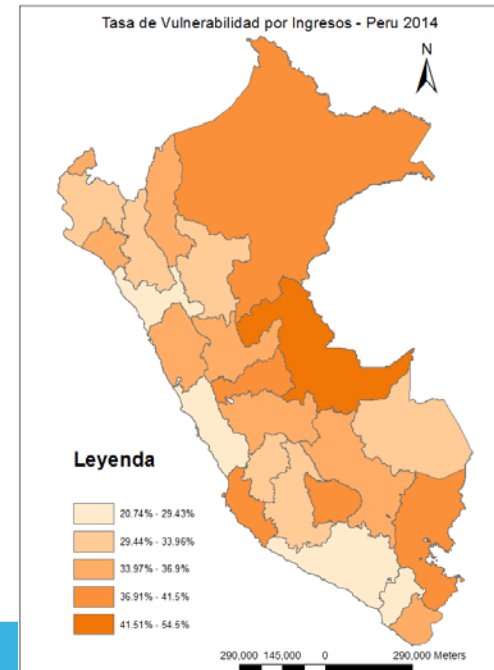 Tasa de Vulnerabilidad por Ingresos - Peru 2014
N
Leyenda
20.74% - 29.43%
29.44% - 33.96%
33.97% - 36.9%
36.91% - 41.5%
41.51% - 54.5%
290,000 145,000 0 290,000 Meters